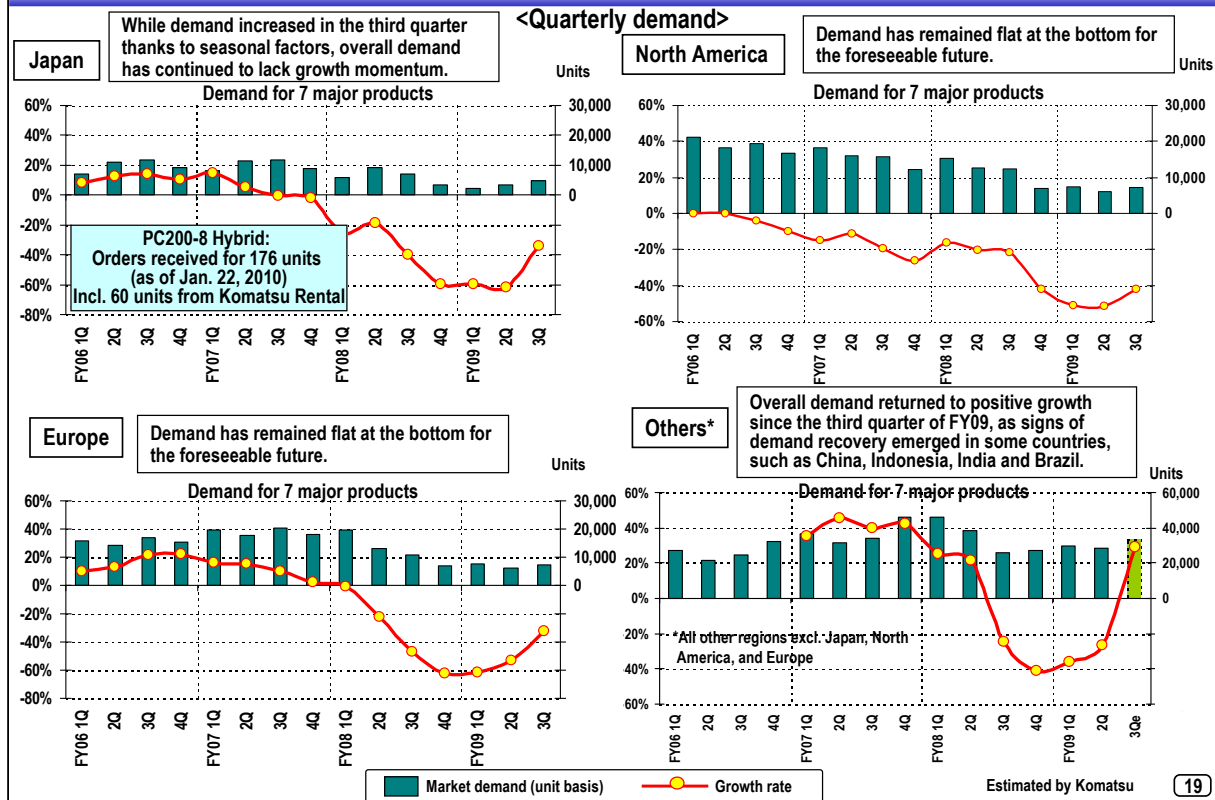 <Quarterly demand>
Japan
While demand increased in the third quarter
thanks to seasonal factors, overall demand
has continued to lack growth momentum.
Units
Demand for 7 major products
60%
40%
20%
0%
-20%
-40%
-60%
-80%
30,000
20,000
10,000
0
PC200-8 Hybrid:
Orders received for 176 units
(as of Jan. 22, 2010)
Incl. 60 units from Komatsu Rental
FY06 1Q
2Q
3Q
4Q
FY07 1Q
2Q
3Q
4Q
FY08 1Q
2Q
3Q
4Q
FY09 1Q
2Q
3Q
North America
Demand has remained flat at the bottom for
the foreseeable future.
Units
Demand for 7 major products
60%
40%
20%
0%
-20%
-40%
-60%
30,000
20,000
10,000
0
FY06 1Q
2Q
3Q
4Q
FY07 1Q
2Q
3Q
4Q
FY08 1Q
2Q
3Q
4Q
FY09 1Q
2Q
3Q
Europe
Demand has remained flat at the bottom for
the foreseeable future.
Units
Demand for 7 major products
60%
40%
20%
0%
-20%
-40%
-60%
-80%
30,000
20,000
10,000
0
FY06 1Q
2Q
3Q
4Q
FY07 1Q
2Q
3Q
4Q
FY08 1Q
2Q
3Q
4Q
FY09 1Q
2Q
3Q
Others*
Overall demand returned to positive growth
since the third quarter of FY09, as signs of
demand recovery emerged in some countries,
such as China, Indonesia, India and Brazil.
Units
Demand for 7 major products
60%
40%
20%
0%
20%
40%
60%
60,000
40,000
20,000
0
*All other regions excl. Japan, North
America, and Europe
FY06 1Q
2Q
3Q
4Q
FY07 1Q
2Q
3Q
4Q
FY08 1Q
2Q
3Q
4Q
FY09 1Q
2Q
3Qe
Market demand (unit basis)
Growth rate
Estimated by Komatsu
19